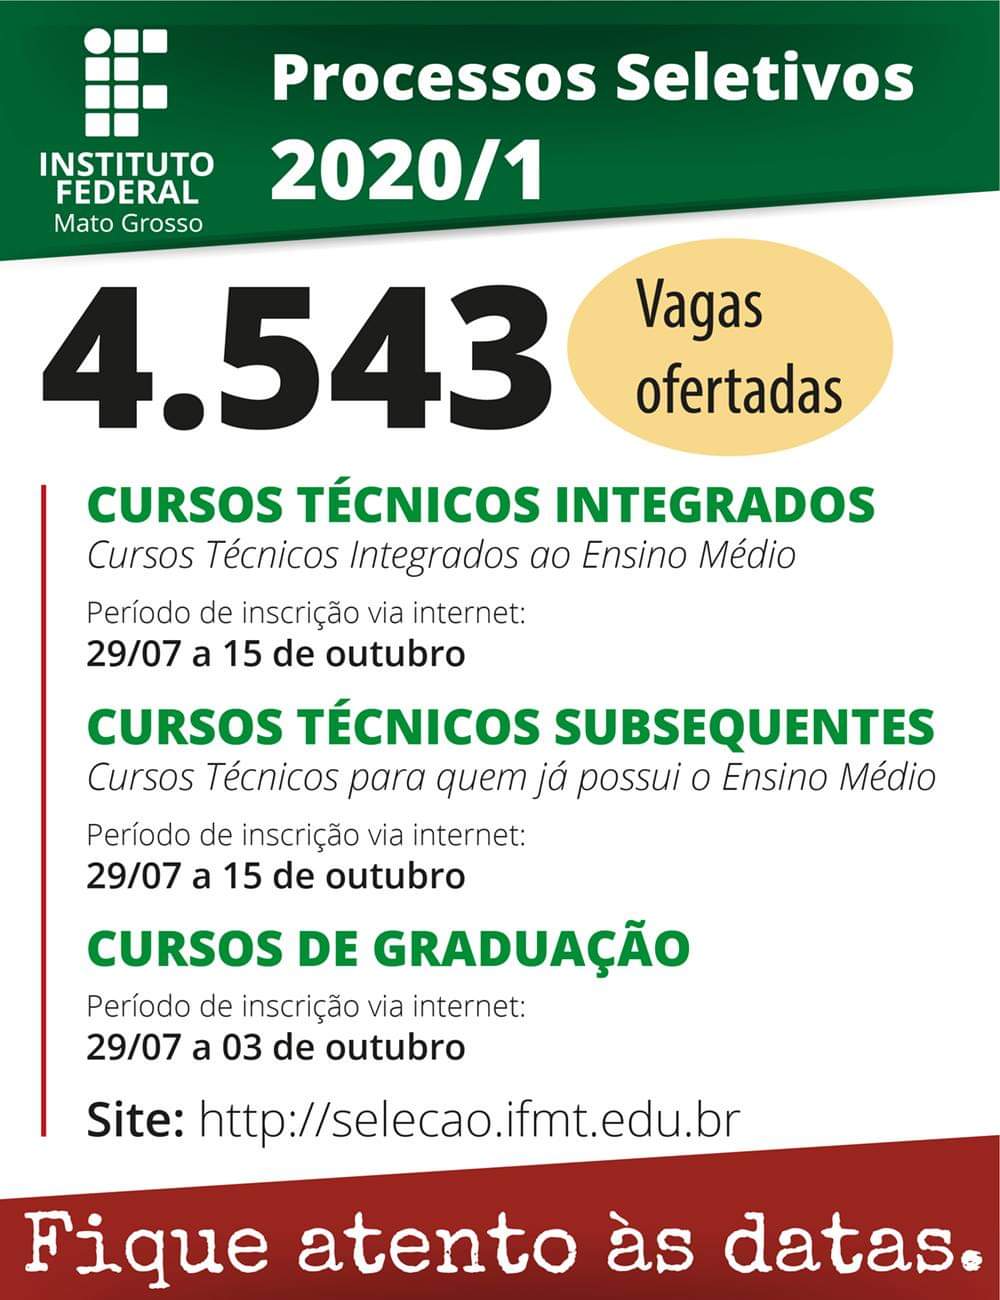 INSTITUTO
FEDERAL
Mato Grosso
Processos Seletivos
2020/1
4.543
Vagas
ofertadas
CURSOS TÉCNICOS INTEGRADOS
Cursos Técnicos Integrados ao Ensino Médio
Período de inscrição via internet:
29/07 a 15 de outubro
CURSOS TÉCNICOS SUBSEQUENTES
Cursos Técnicos para quem já possui o Ensino Médio
Período de inscrição via internet:
29/07 a 15 de outubro
CURSOS DE GRADUAÇÃO
Período de inscrição via internet:
29/07 a 03 de outubro
Site: http://selecao.ifmt.edu.br
Fique atento às datas.